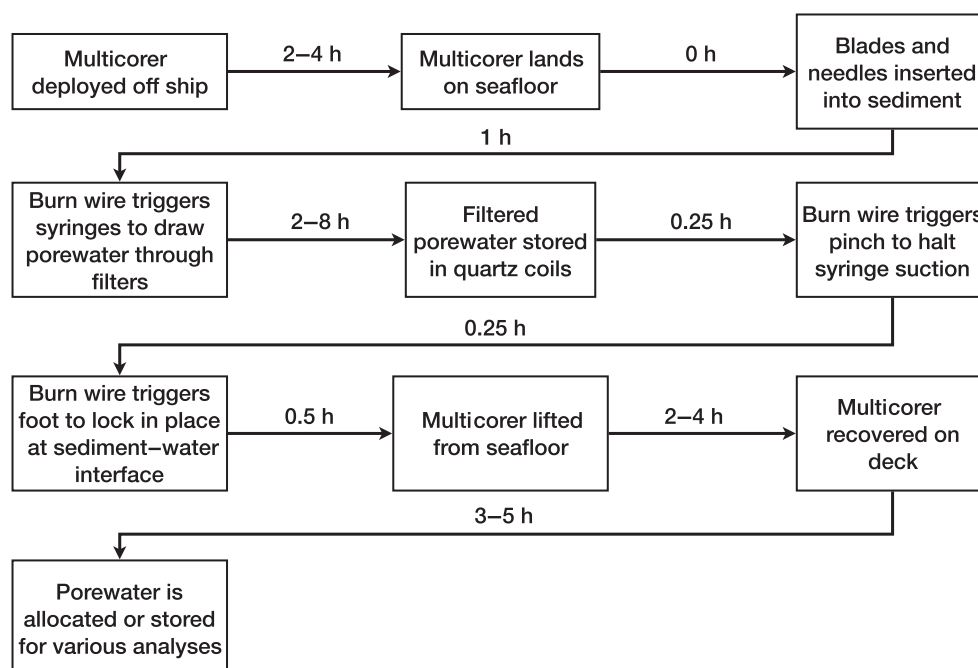 Multicorer
deployed off ship
2–4 h
Multicorer lands
on seafloor
0 h
Blades and
needles inserted
into sediment
1 h
Burn wire triggers
syringes to draw
porewater through
filters
2–8 h
Filtered
porewater stored
in quartz coils
0.25 h
Burn wire triggers
pinch to halt
syringe suction
0.25 h
Burn wire triggers
foot to lock in place
at sediment–water
interface
0.5 h
Multicorer lifted
from seafloor
2–4 h
Multicorer
recovered on
deck
3–5 h
Porewater is
allocated or stored
for various analyses